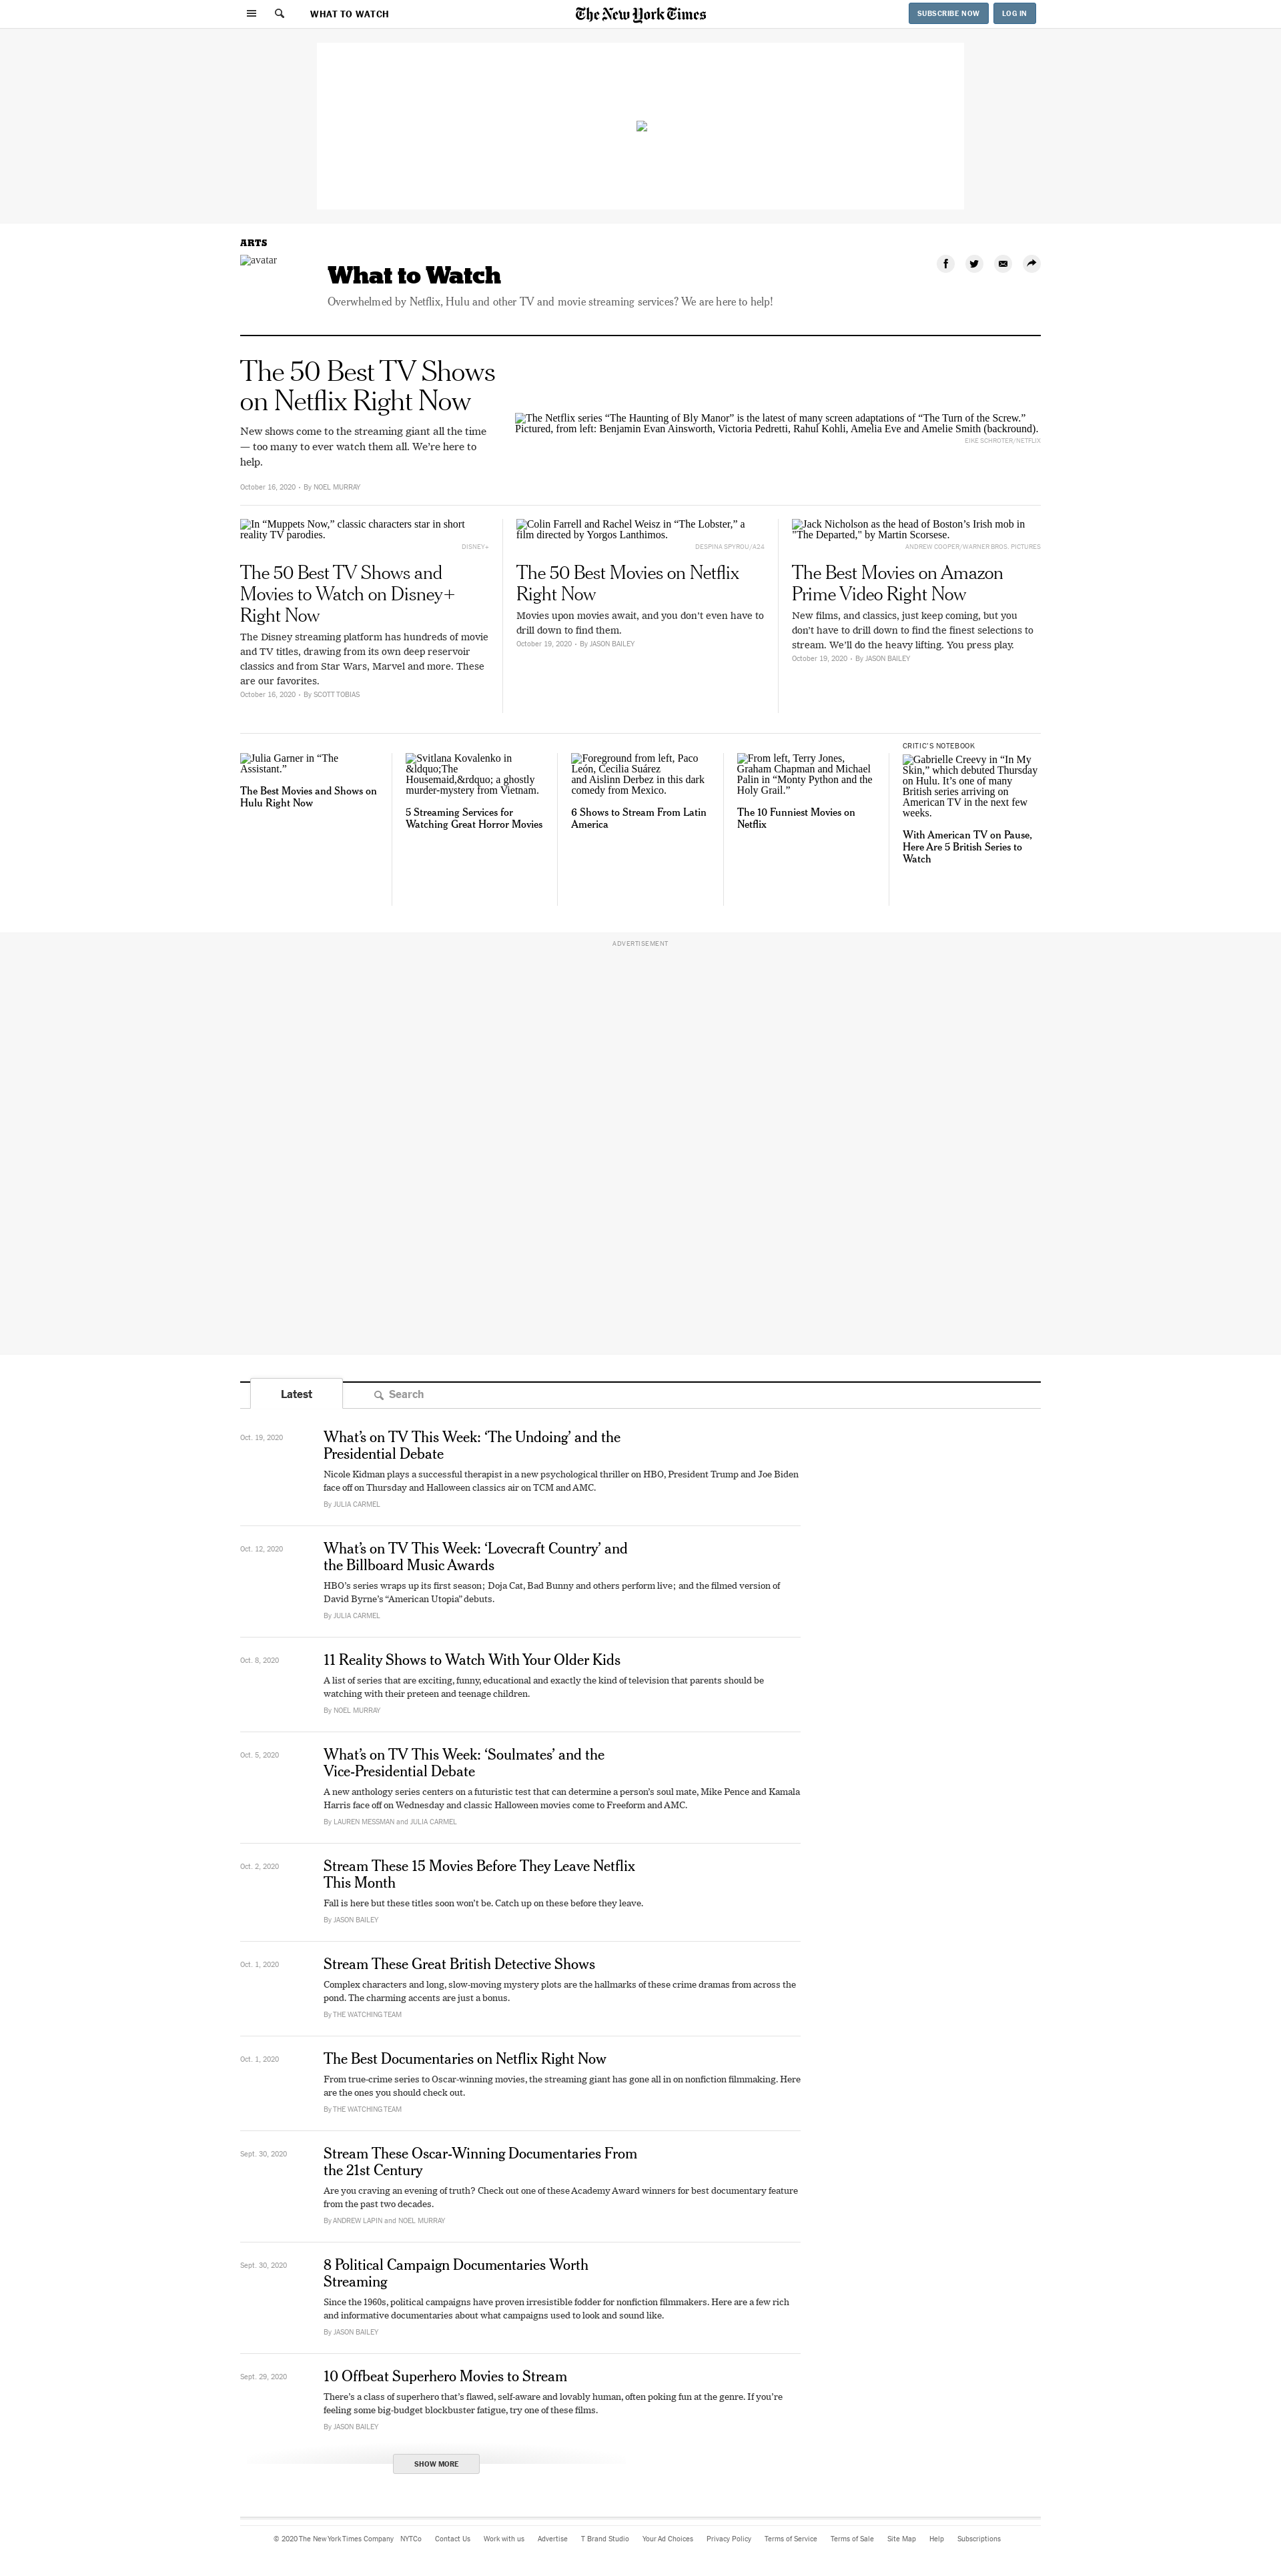 WHAT TO WATCH
The New York Times
SUBSCRIBE NOW
LOG IN
ARTS
avatar
What to Watch
Overwhelmed by Netflix, Hulu and other TV and movie streaming services? We are here to help!
The 50 Best TV Shows
on Netflix Right Now
New shows come to the streaming giant all the time
— too many to ever watch them all. We’re here to
help.
October 16, 2020 - By NOEL MURRAY
The Netflix series “The Haunting of Bly Manor” is the latest of many screen adaptations of “The Turn of the Screw.”
Pictured, from left: Benjamin Evan Ainsworth, Victoria Pedretti, Rahul Kohli, Amelia Eve and Amelie Smith (backround).
EIKE SCHROTER/NETFLIX
In “Muppets Now,” classic characters star in short
reality TV parodies.
DISNEY+
The 50 Best TV Shows and
Movies to Watch on Disney+
Right Now
The Disney streaming platform has hundreds of movie
and TV titles, drawing from its own deep reservoir
classics and from Star Wars, Marvel and more. These
are our favorites.
October 16, 2020 - By SCOTT TOBIAS
Colin Farrell and Rachel Weisz in “The Lobster,” a
film directed by Yorgos Lanthimos.
DESPINA SPYROU/A24
The 50 Best Movies on Netflix
Right Now
Movies upon movies await, and you don’t even have to
drill down to find them.
October 19, 2020 - By JASON BAILEY
Jack Nicholson as the head of Boston’s Irish mob in
"The Departed," by Martin Scorsese.
ANDREW COOPER/WARNER BROS. PICTURES
The Best Movies on Amazon
Prime Video Right Now
New films, and classics, just keep coming, but you
don’t have to drill down to find the finest selections to
stream. We’ll do the heavy lifting. You press play.
October 19, 2020 - By JASON BAILEY
Julia Garner in “The
Assistant.”
The Best Movies and Shows on
Hulu Right Now
Svitlana Kovalenko in
&ldquo;The
Housemaid,&rdquo; a ghostly
murder-mystery from Vietnam.
5 Streaming Services for
Watching Great Horror Movies
Foreground from left, Paco
León, Cecilia Suárez
and Aislinn Derbez in this dark
comedy from Mexico.
6 Shows to Stream From Latin
America
From left, Terry Jones,
Graham Chapman and Michael
Palin in “Monty Python and the
Holy Grail.”
The 10 Funniest Movies on
Netflix
CRITIC’S NOTEBOOK
Gabrielle Creevy in “In My
Skin,” which debuted Thursday
on Hulu. It’s one of many
British series arriving on
American TV in the next few
weeks.
With American TV on Pause,
Here Are 5 British Series to
Watch
ADVERTISEMENT
Latest
Search
Oct. 19, 2020
What’s on TV This Week: ‘The Undoing’ and the
Presidential Debate
Nicole Kidman plays a successful therapist in a new psychological thriller on HBO, President Trump and Joe Biden
face off on Thursday and Halloween classics air on TCM and AMC.
By JULIA CARMEL
Oct. 12, 2020
What’s on TV This Week: ‘Lovecraft Country’ and
the Billboard Music Awards
HBO’s series wraps up its first season; Doja Cat, Bad Bunny and others perform live; and the filmed version of
David Byrne’s “American Utopia” debuts.
By JULIA CARMEL
Oct. 8, 2020
11 Reality Shows to Watch With Your Older Kids
A list of series that are exciting, funny, educational and exactly the kind of television that parents should be
watching with their preteen and teenage children.
By NOEL MURRAY
Oct. 5, 2020
What’s on TV This Week: ‘Soulmates’ and the
Vice-Presidential Debate
A new anthology series centers on a futuristic test that can determine a person’s soul mate, Mike Pence and Kamala
Harris face off on Wednesday and classic Halloween movies come to Freeform and AMC.
By LAUREN MESSMAN and JULIA CARMEL
Oct. 2, 2020
Stream These 15 Movies Before They Leave Netflix
This Month
Fall is here but these titles soon won’t be. Catch up on these before they leave.
By JASON BAILEY
Oct. 1, 2020
Stream These Great British Detective Shows
Complex characters and long, slow-moving mystery plots are the hallmarks of these crime dramas from across the
pond. The charming accents are just a bonus.
By THE WATCHING TEAM
Oct. 1, 2020
The Best Documentaries on Netflix Right Now
From true-crime series to Oscar-winning movies, the streaming giant has gone all in on nonfiction filmmaking. Here
are the ones you should check out.
By THE WATCHING TEAM
Sept. 30, 2020
Stream These Oscar-Winning Documentaries From
the 21st Century
Are you craving an evening of truth? Check out one of these Academy Award winners for best documentary feature
from the past two decades.
By ANDREW LAPIN and NOEL MURRAY
Sept. 30, 2020
8 Political Campaign Documentaries Worth
Streaming
Since the 1960s, political campaigns have proven irresistible fodder for nonfiction filmmakers. Here are a few rich
and informative documentaries about what campaigns used to look and sound like.
By JASON BAILEY
Sept. 29, 2020
10 Offbeat Superhero Movies to Stream
There’s a class of superhero that’s flawed, self-aware and lovably human, often poking fun at the genre. If you’re
feeling some big-budget blockbuster fatigue, try one of these films.
By JASON BAILEY
SHOW MORE
© 2020 The New York Times Company NYTCo Contact Us Work with us Advertise T Brand Studio Your Ad Choices Privacy Policy Terms of Service Terms of Sale Site Map Help Subscriptions